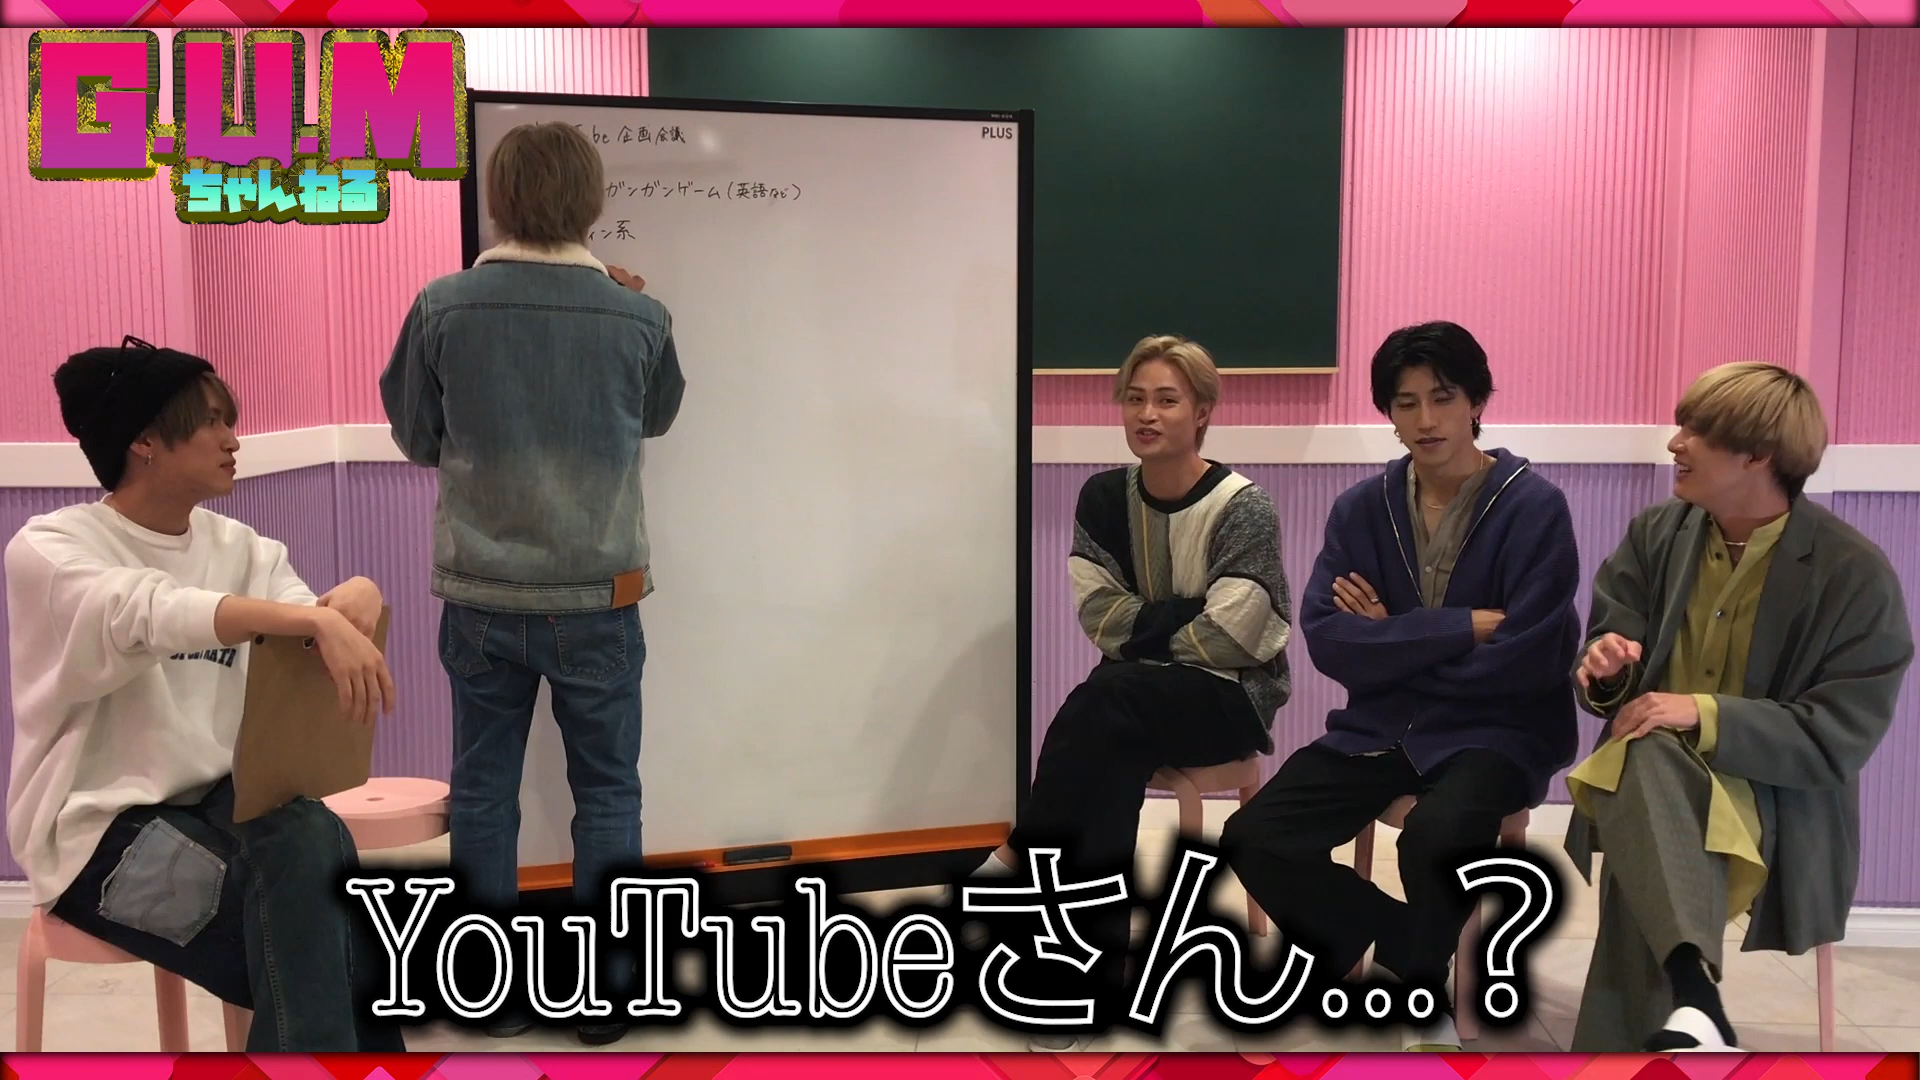 G.U.M
ちゃんねる
be 企画会議
PLUS
ガンガンゲーム(英語など)
ィン系
YouTubeさん...?